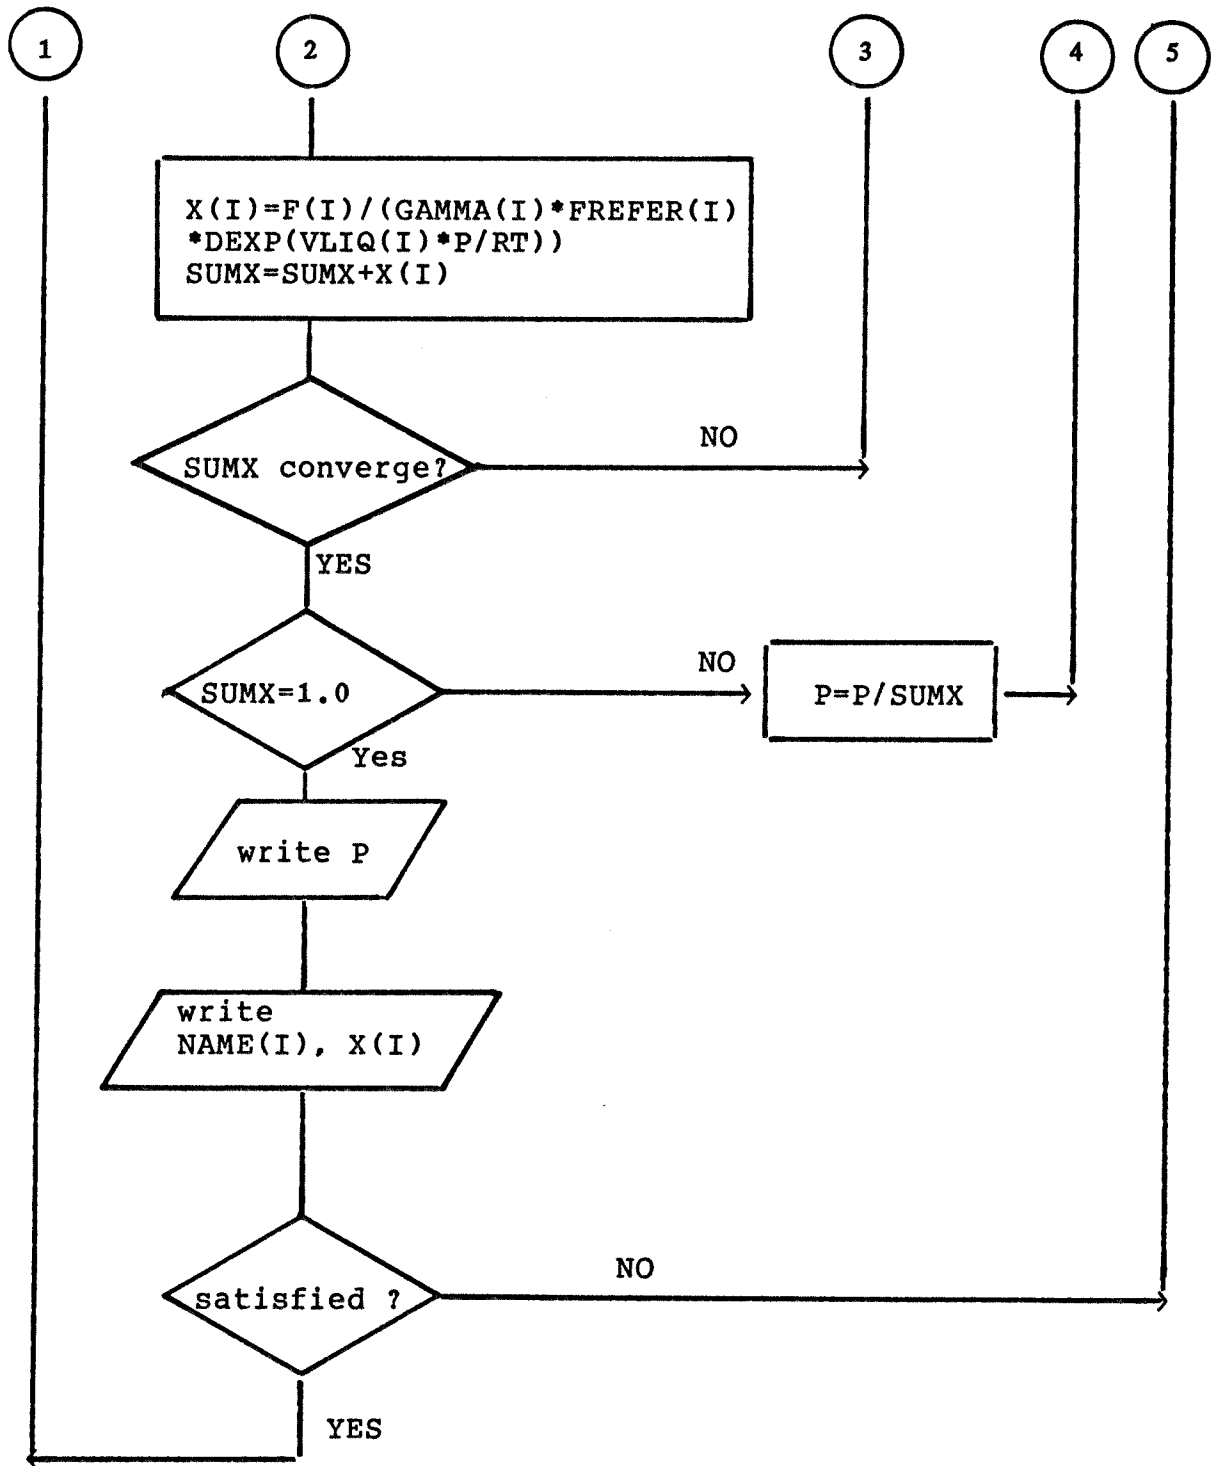 1
2
3
4
5
X(I)=F(I)/(GAMMA(I)*FREFER(I)
*DEXP(VLIQ(I)*P/RT))
SUMX=SUMX+X(I)
NO
SUMX converge?
YES
NO
SUMX=1.0
P=P/SUMX
Yes
write P
write
NAME(I), X(I)
NO
satisfied ?
YES